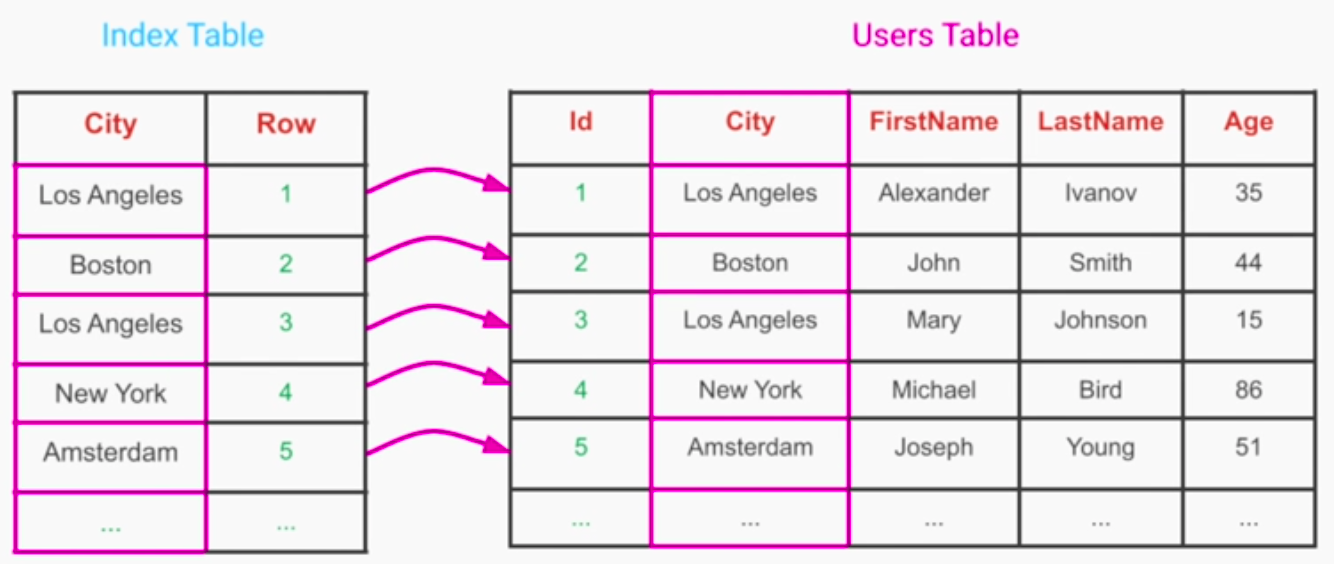 Index Table
City Row
Los Angeles 1
Boston 2
Los Angeles 3
New York 4
Amsterdam 5
... ...
Users Table
Id City FirstName LastName Age
1 Los Angeles Alexander Ivanov 35
2 Boston John Smith 44
3 Los Angeles Mary Johnson 15
4 New York Michael Bird 86
5 Amsterdam Joseph Young 51
... ... ... ... ...